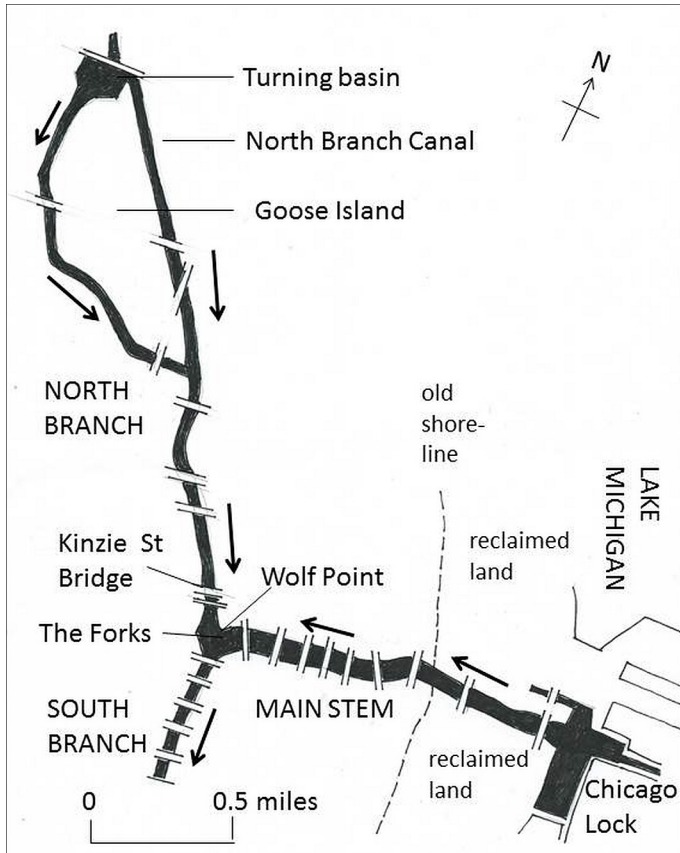 Turning basin
N
North Branch Canal
Goose Island
NORTH
BRANCH
old
shore-
line
LAKE
MICHIGAN
reclaimed
land
Kinzie St
Bridge
Wolf Point
The Forks
SOUTH
BRANCH
MAIN STEM
reclaimed
land
Chicago
Lock
0
0.5 miles